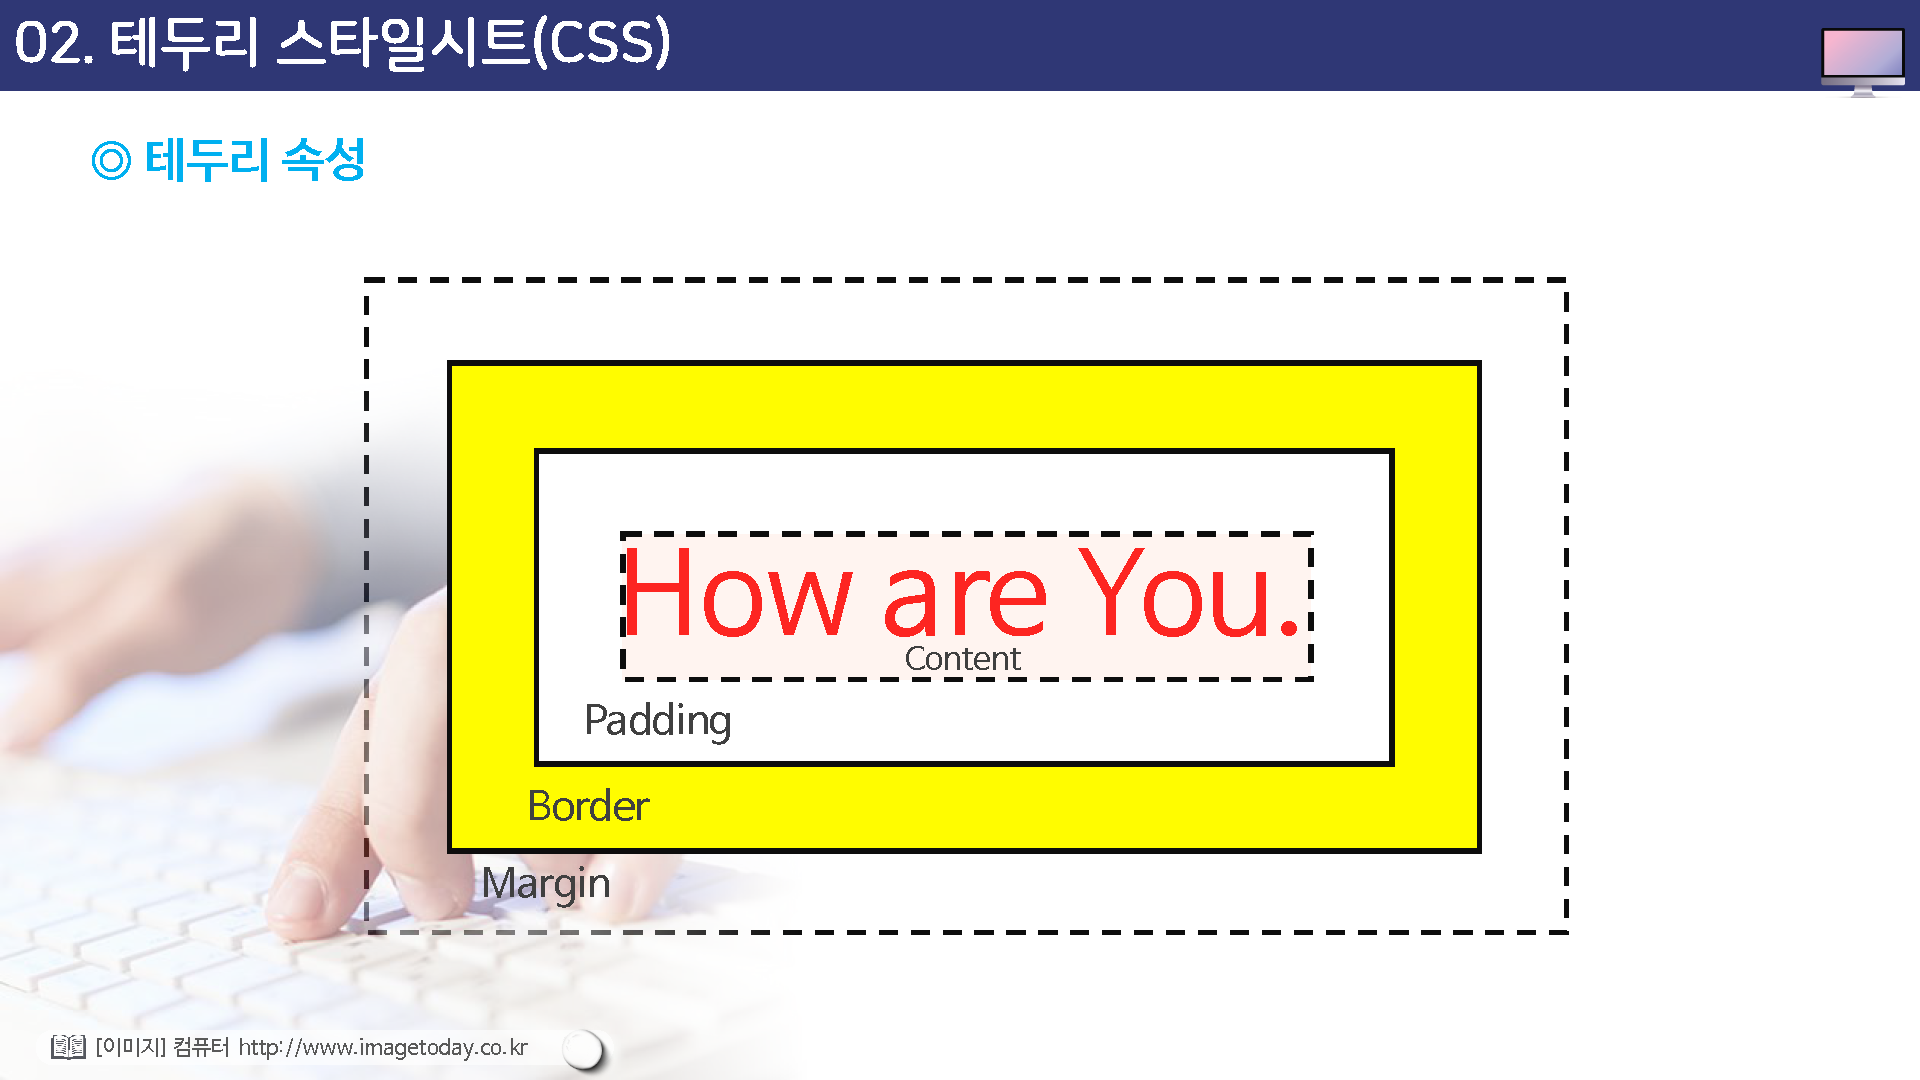 02. 테두리 스타일시트(CSS)
◎ 테두리 속성
How are You.
Content
Padding
Border
Margin
[이미지] 컴퓨터 http://www.imagetoday.co.kr